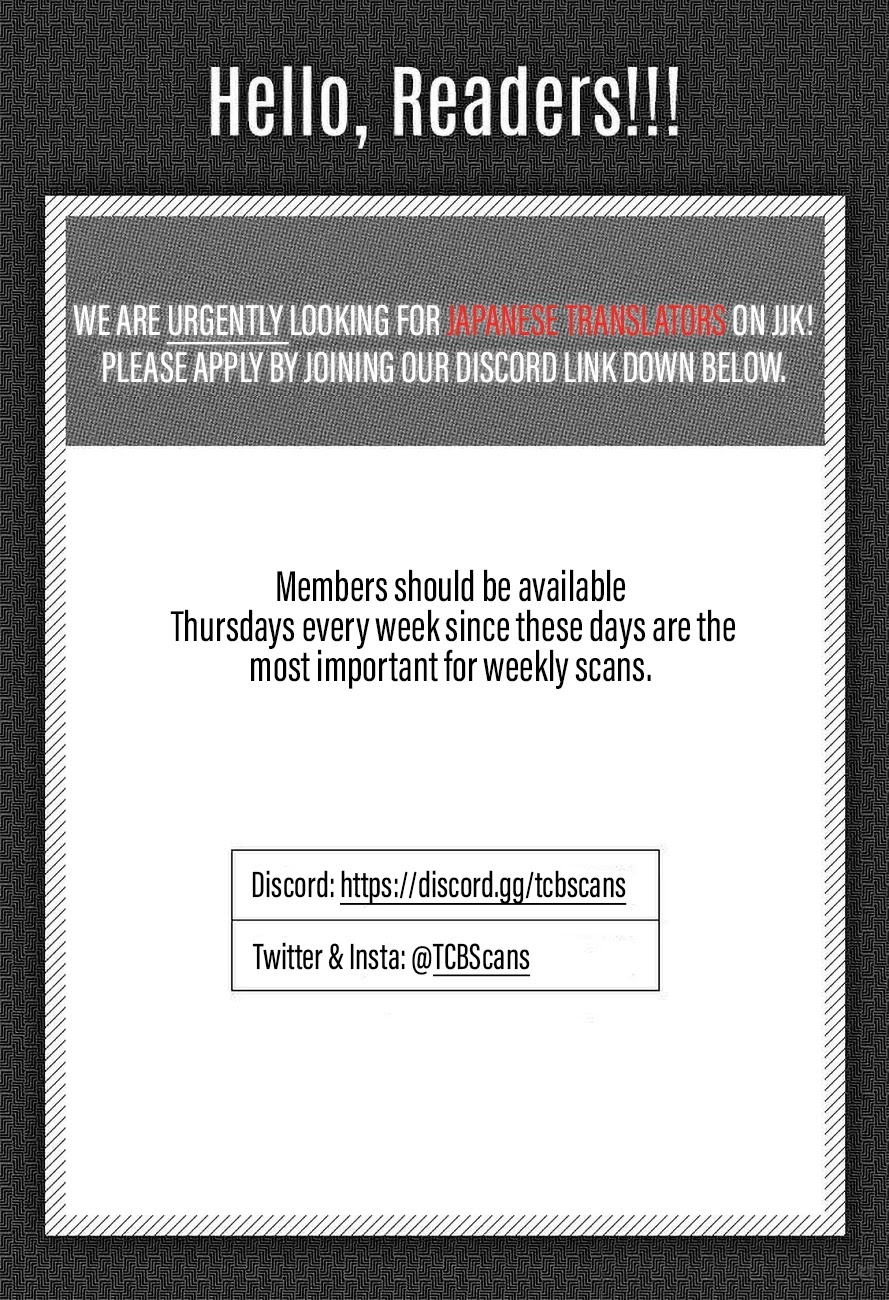 Hello, Readers!!!
WE ARE URGENTLY LOOKING FOR JAPANESE TRANSLATORS ON JJK!
PLEASE APPLY BY JOINING OUR DISCORD LINK DOWN BELOW.
Members should be available
Thursdays every week since these days are the
most important for weekly scans.
Discord: https://discord.gg/tcbscans
Twitter & Insta: @TCBScans